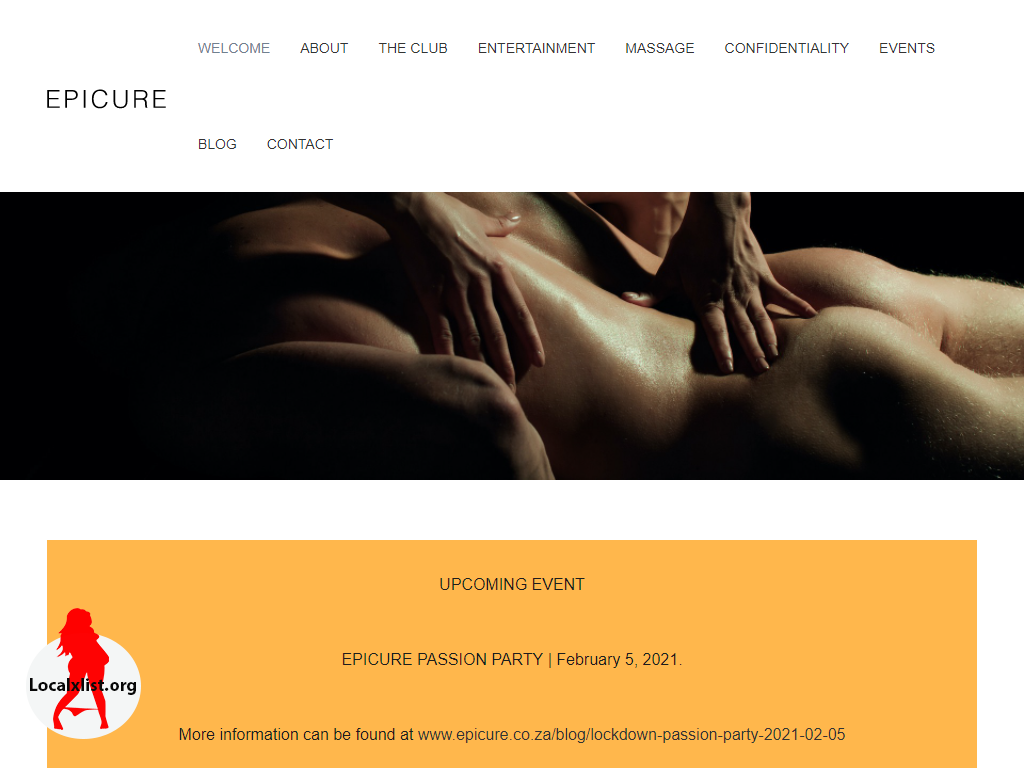 WELCOME ABOUT THE CLUB ENTERTAINMENT MASSAGE CONFIDENTIALITY EVENTS
EPICURE
BLOG CONTACT
UPCOMING EVENT
EPICURE PASSION PARTY | February 5, 2021.
Localxlist.org
More information can be found at www.epicure.co.za/blog/lockdown-passion-party-2021-02-05